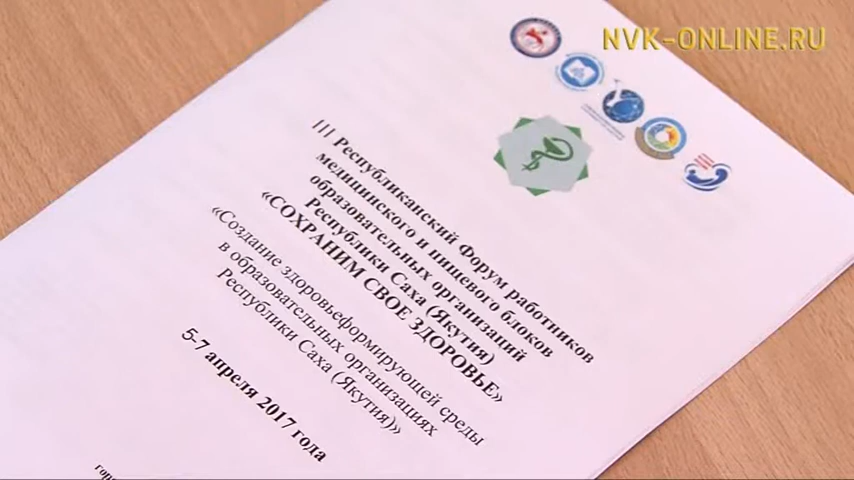 NVK-ONLINE.RU
III Республиканский Форум работников
медицинского и пищевого блоков
образовательных организаций
Республики Саха (Якутия)
«СОХРАНИМ СВОЕ ЗДОРОВЬЕ»
«Создание здоровьеформирующей среды
в образовательных организациях
Республики Саха (Якутия)»
5-7 апреля 2017 года